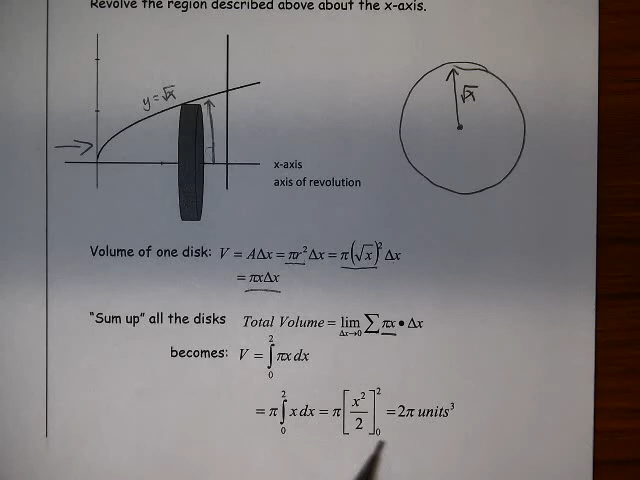 Revolve the region described above about the x-axis.
y = √x
√x
x-axis
axis of revolution
Volume of one disk: V = AΔx = πr²Δx = π(√x)²Δx
= πxΔx
"Sum up" all the disks Total Volume = lim Δx→0 ∑ πx • Δx
becomes: V = ∫₀² πx dx
= π ∫₀² x dx = π [x²/2]₀² = 2π units³